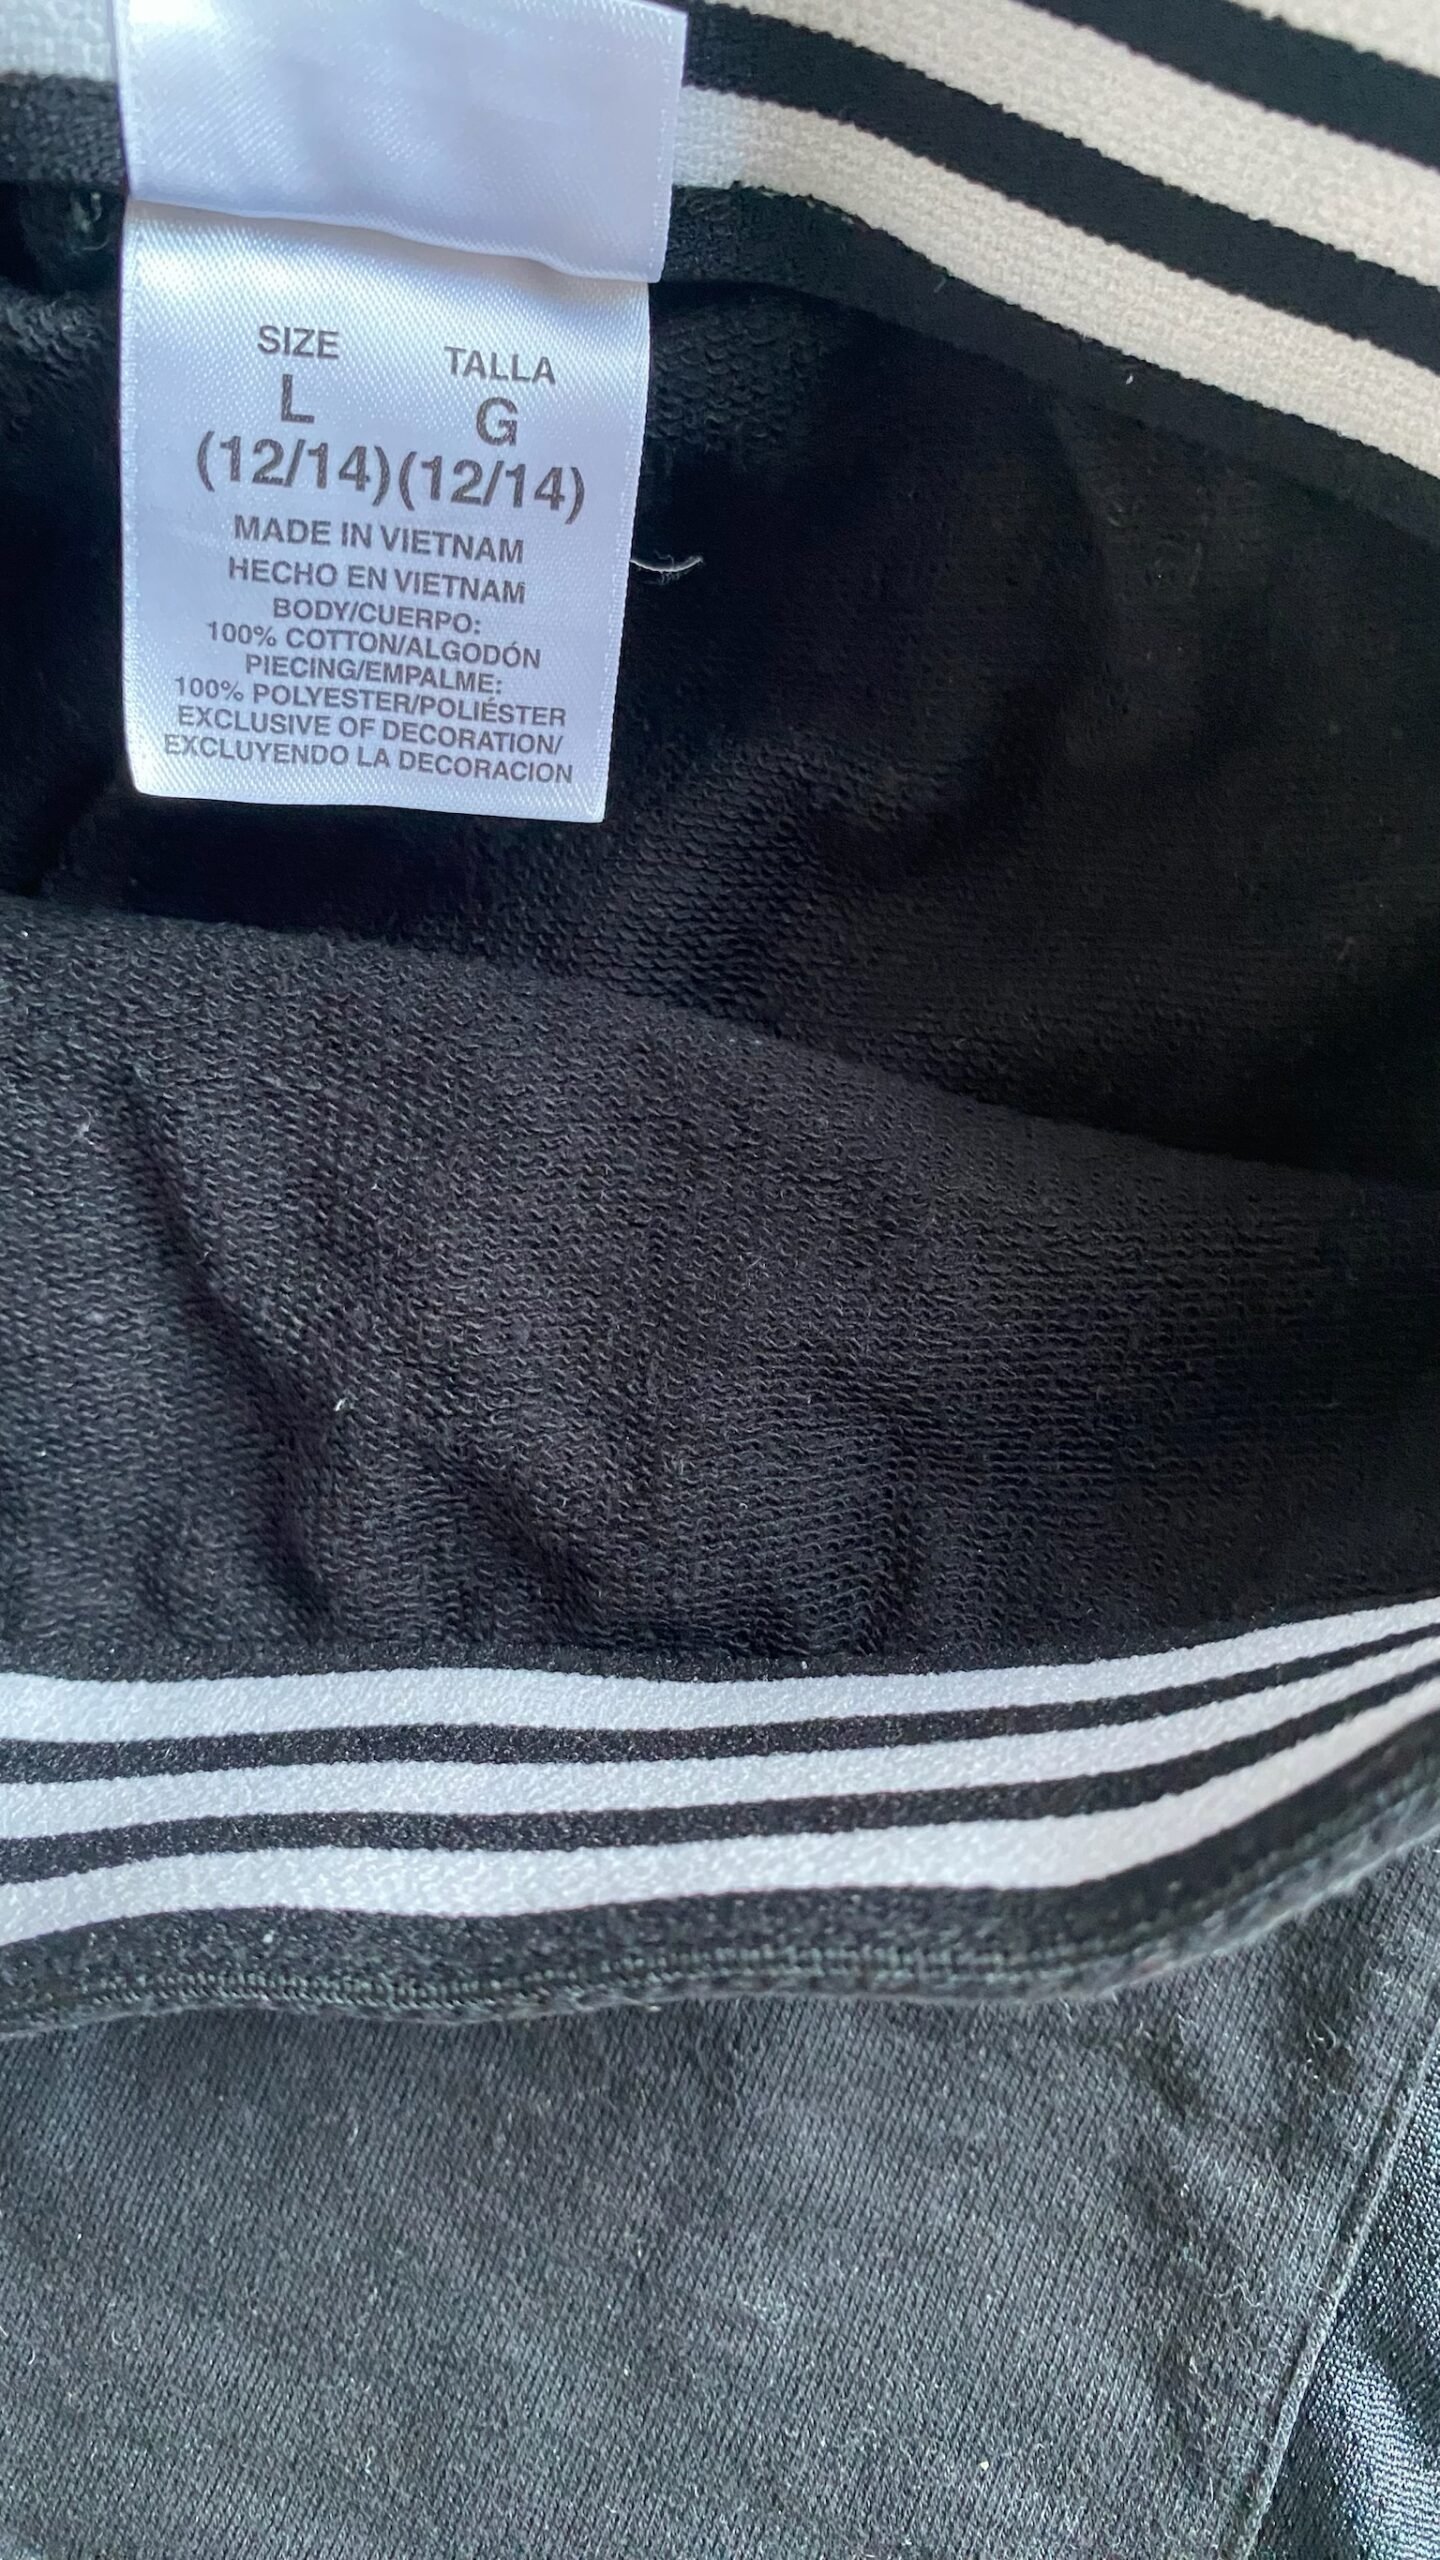 SIZE TALLA
L G
(12/14) (12/14)
MADE IN VIETNAM
HECHO EN VIETNAM
BODY/CUERPO:
100% COTTON/ALGODÓN
PIECING/EMPALME:
100% POLYESTER/POLIÉSTER
EXCLUSIVE OF DECORATION/
EXCLUYENDO LA DECORACION